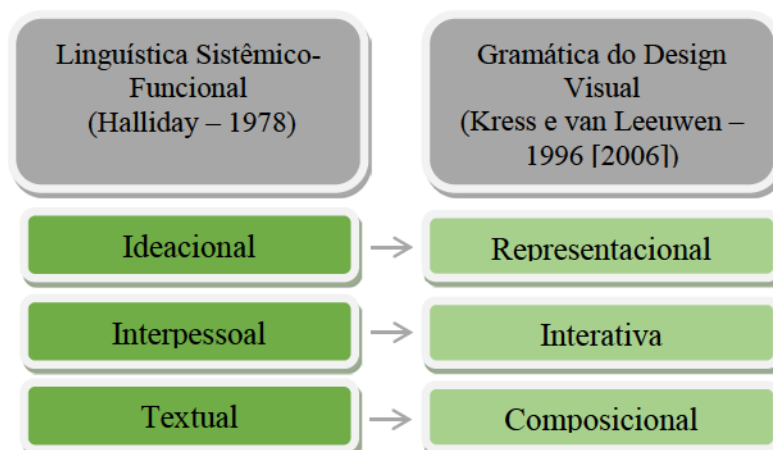 Linguística Sistêmico-
Funcional
(Halliday – 1978)
Gramática do Design
Visual
(Kress e van Leeuwen –
1996 [2006])
Ideacional
Representacional
Interpessoal
Interativa
Textual
Composicional